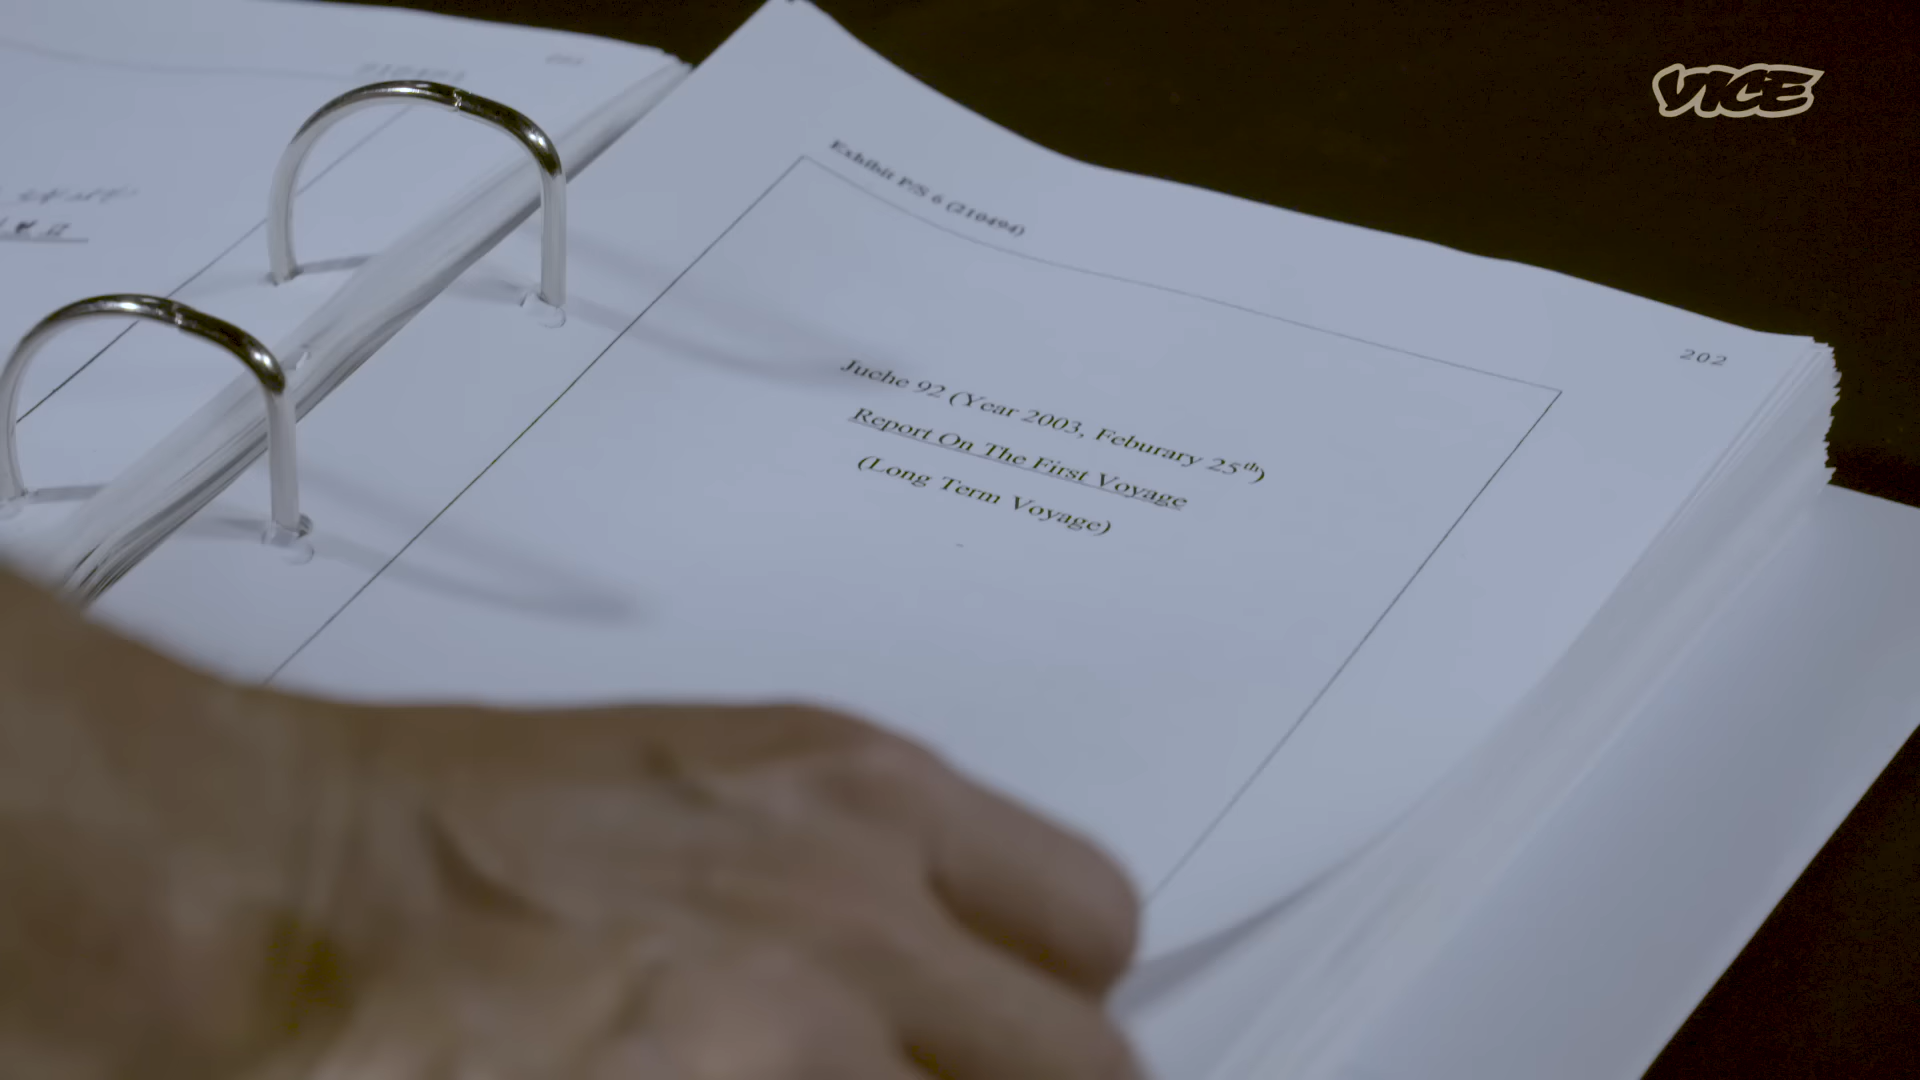 VICE
Exhibit P/S 6 (210494)
202
Juche 92 (Year 2003, Feburary 25th)
Report On The First Voyage
(Long Term Voyage)